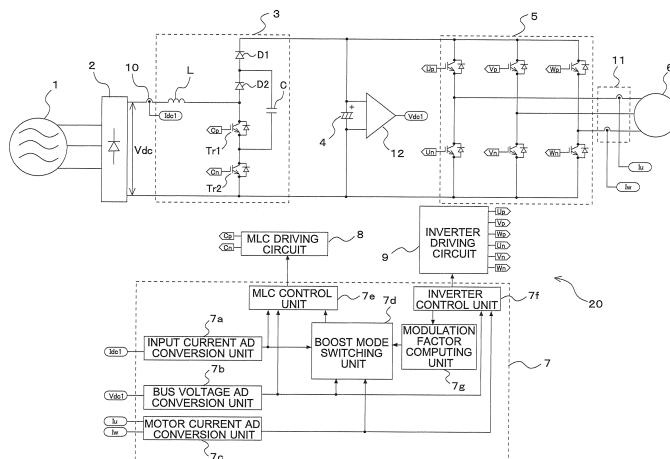 3
5
2
10
L
D1
D2
C
11
6
1
Idc1
Vdc
Cp
Tr1
Cn
Tr2
4
+
12
Vdc1
Up
Vp
Wp
Un
Vn
Wn
Iu
Iw
Cp
Cn
MLC DRIVING
CIRCUIT
8
9
INVERTER
DRIVING
CIRCUIT
Up
Vp
Wp
Un
Vn
Wn
20
MLC CONTROL
UNIT
7e
7d
INVERTER
CONTROL UNIT
7f
7a
Idc1
INPUT CURRENT AD
CONVERSION UNIT
BOOST MODE
SWITCHING
UNIT
MODULATION
FACTOR
COMPUTING
UNIT
7g
7
7b
Vdc1
BUS VOLTAGE AD
CONVERSION UNIT
Iu
Iw
MOTOR CURRENT AD
CONVERSION UNIT
7c